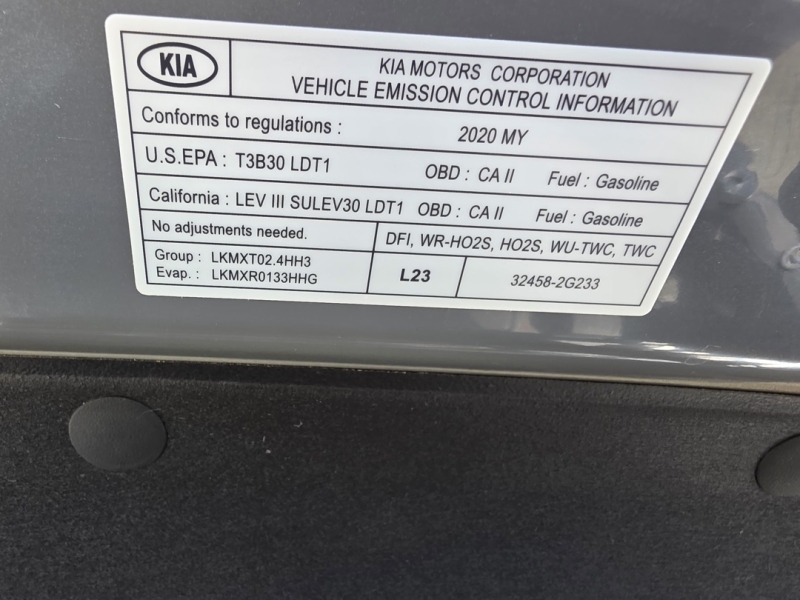 KIA
KIA MOTORS CORPORATION
VEHICLE EMISSION CONTROL INFORMATION
Conforms to regulations : 2020 MY
U.S.EPA : T3B30 LDT1 OBD : CA II Fuel : Gasoline
California : LEV III SULEV30 LDT1 OBD : CA II Fuel : Gasoline
No adjustments needed. DFI, WR-HO2S, HO2S, WU-TWC, TWC
Group : LKMXT02.4HH3
Evap. : LKMXR0133HHG
L23 32458-2G233